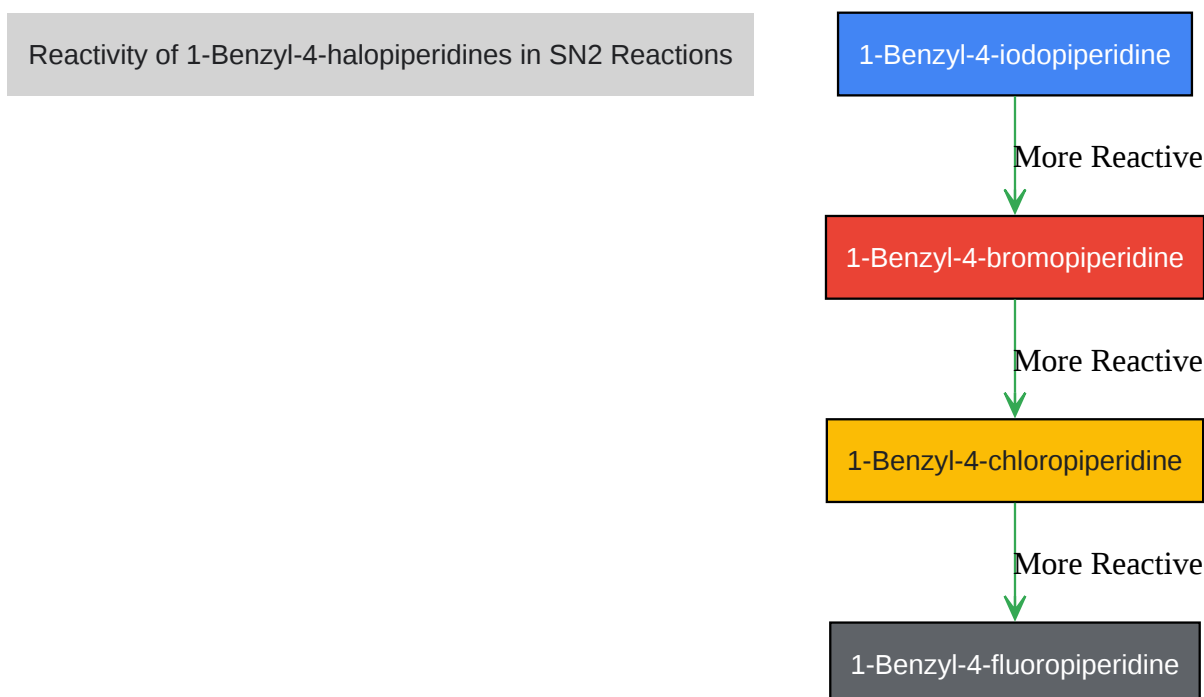 Reactivity of 1-Benzyl-4-halopiperidines in SN2 Reactions
1-Benzyl-4-iodopiperidine
More Reactive
1-Benzyl-4-bromopiperidine
More Reactive
1-Benzyl-4-chloropiperidine
More Reactive
1-Benzyl-4-fluoropiperidine